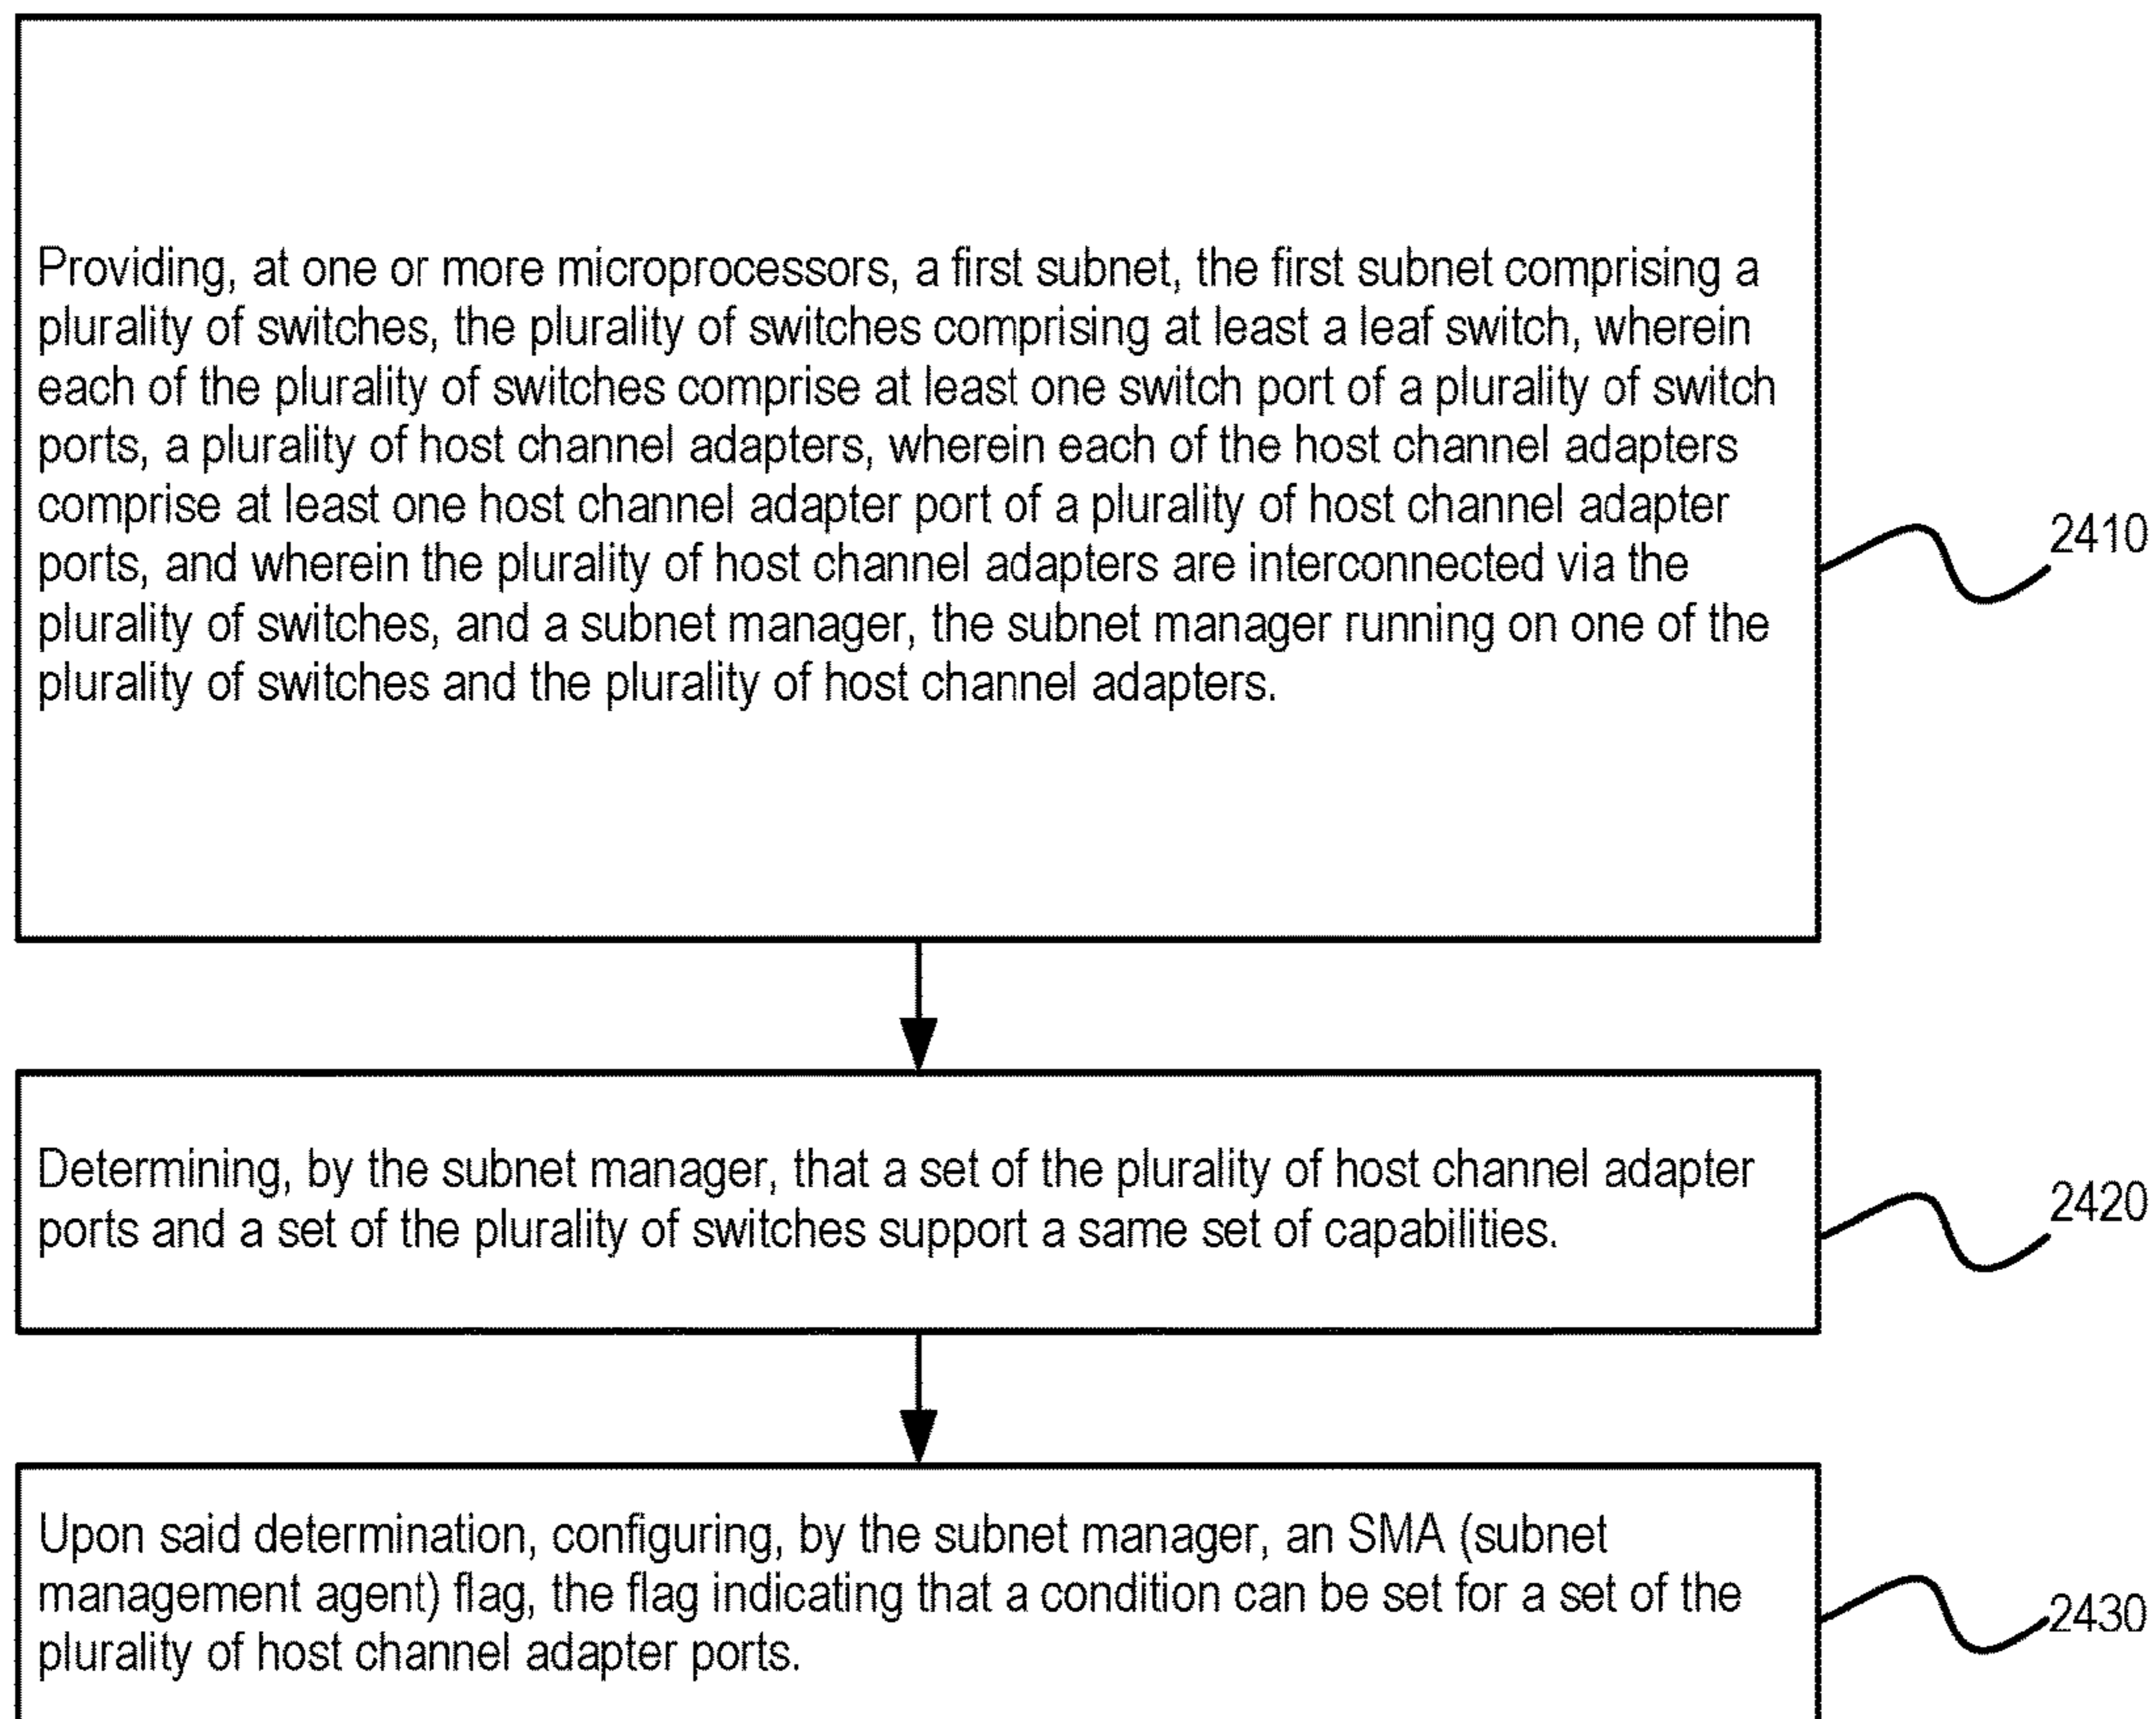 Providing, at one or more microprocessors, a first subnet, the first subnet comprising a
plurality of switches, the plurality of switches comprising at least a leaf switch, wherein
each of the plurality of switches comprise at least one switch port of a plurality of switch
ports, a plurality of host channel adapters, wherein each of the host channel adapters
comprise at least one host channel adapter port of a plurality of host channel adapter
ports, and wherein the plurality of host channel adapters are interconnected via the
plurality of switches, and a subnet manager, the subnet manager running on one of the
plurality of switches and the plurality of host channel adapters.
2410
Determining, by the subnet manager, that a set of the plurality of host channel adapter
ports and a set of the plurality of switches support a same set of capabilities.
2420
Upon said determination, configuring, by the subnet manager, an SMA (subnet
management agent) flag, the flag indicating that a condition can be set for a set of the
plurality of host channel adapter ports.
2430